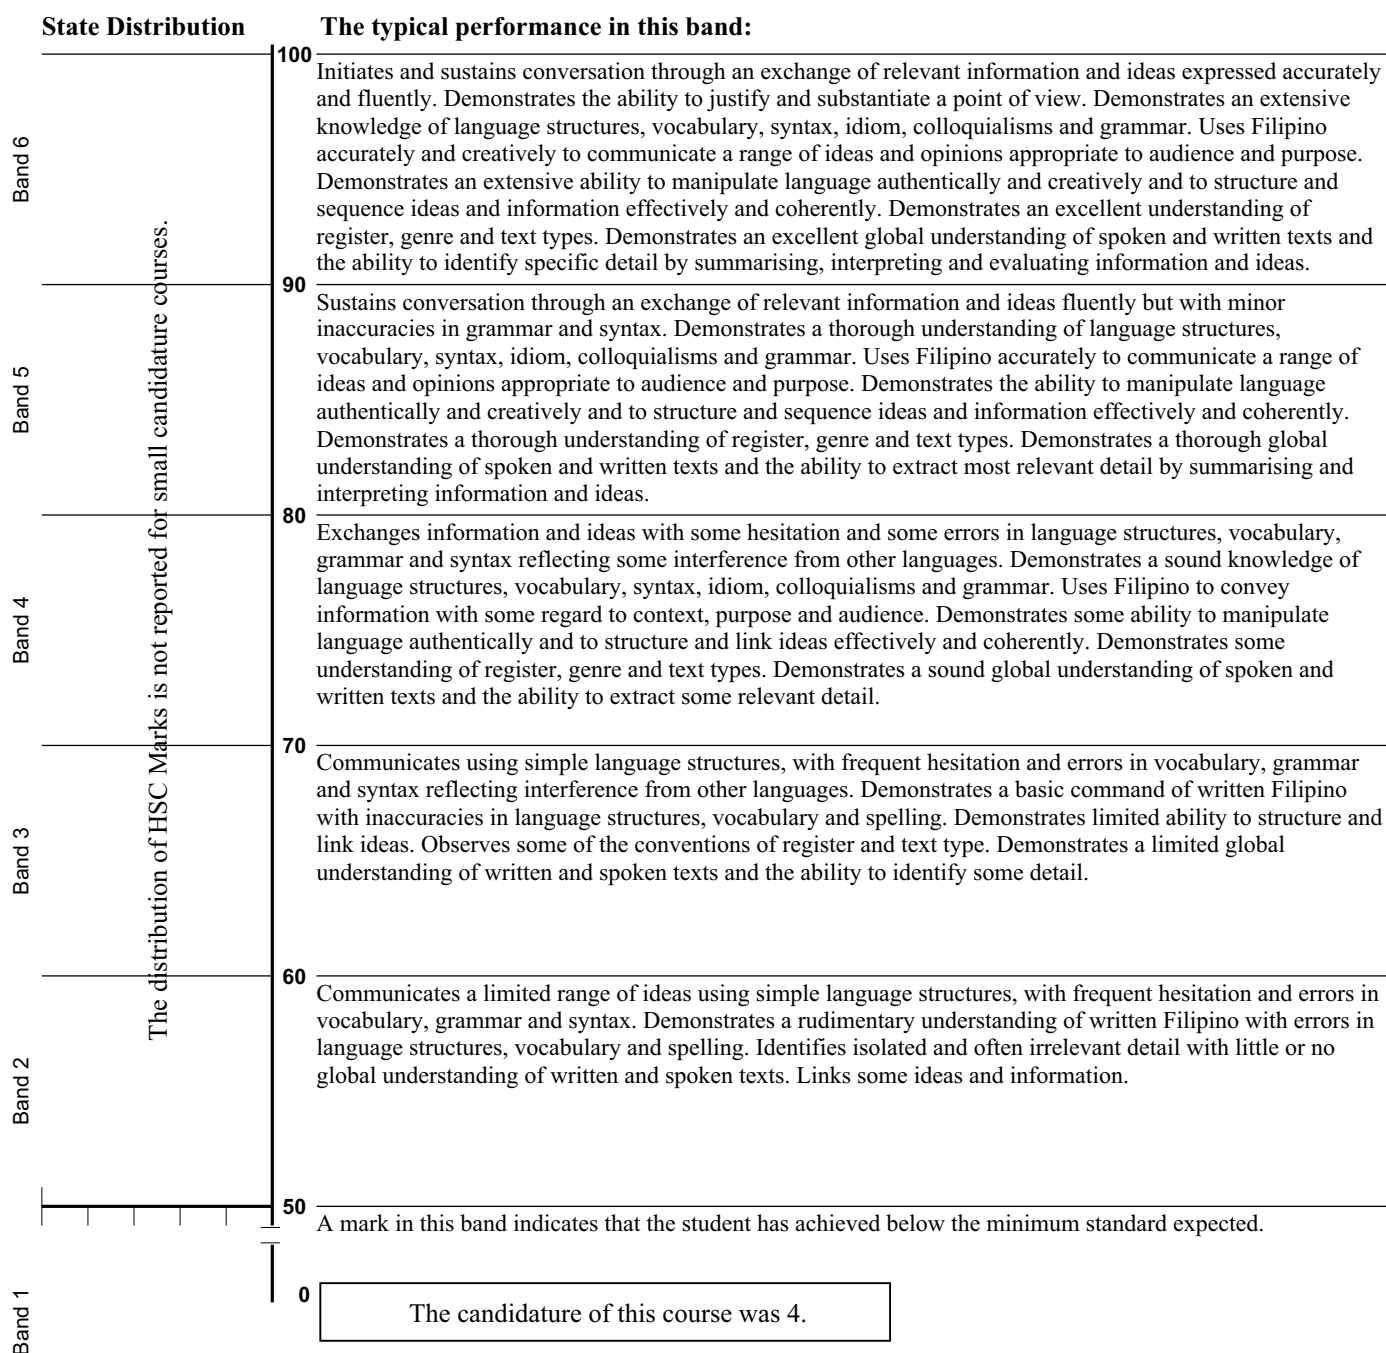 State Distribution
The typical performance in this band:
100
Band 6
Initiates and sustains conversation through an exchange of relevant information and ideas expressed accurately
and fluently. Demonstrates the ability to justify and substantiate a point of view. Demonstrates an extensive
knowledge of language structures, vocabulary, syntax, idiom, colloquialisms and grammar. Uses Filipino
accurately and creatively to communicate a range of ideas and opinions appropriate to audience and purpose.
Demonstrates an extensive ability to manipulate language authentically and creatively and to structure and
sequence ideas and information effectively and coherently. Demonstrates an excellent understanding of
register, genre and text types. Demonstrates an excellent global understanding of spoken and written texts and
the ability to identify specific detail by summarising, interpreting and evaluating information and ideas.
90
Band 5
Sustains conversation through an exchange of relevant information and ideas fluently but with minor
inaccuracies in grammar and syntax. Demonstrates a thorough understanding of language structures,
vocabulary, syntax, idiom, colloquialisms and grammar. Uses Filipino accurately to communicate a range of
ideas and opinions appropriate to audience and purpose. Demonstrates the ability to manipulate language
authentically and creatively and to structure and sequence ideas and information effectively and coherently.
Demonstrates a thorough understanding of register, genre and text types. Demonstrates a thorough global
understanding of spoken and written texts and the ability to extract most relevant detail by summarising and
interpreting information and ideas.
80
Band 4
Exchanges information and ideas with some hesitation and some errors in language structures, vocabulary,
grammar and syntax reflecting some interference from other languages. Demonstrates a sound knowledge of
language structures, vocabulary, syntax, idiom, colloquialisms and grammar. Uses Filipino to convey
information with some regard to context, purpose and audience. Demonstrates some ability to manipulate
language authentically and to structure and link ideas effectively and coherently. Demonstrates some
understanding of register, genre and text types. Demonstrates a sound global understanding of spoken and
written texts and the ability to extract some relevant detail.
70
Band 3
Communicates using simple language structures, with frequent hesitation and errors in vocabulary, grammar
and syntax reflecting interference from other languages. Demonstrates a basic command of written Filipino
with inaccuracies in language structures, vocabulary and spelling. Demonstrates limited ability to structure and
link ideas. Observes some of the conventions of register and text type. Demonstrates a limited global
understanding of written and spoken texts and the ability to identify some detail.
60
Band 2
Communicates a limited range of ideas using simple language structures, with frequent hesitation and errors in
vocabulary, grammar and syntax. Demonstrates a rudimentary understanding of written Filipino with errors in
language structures, vocabulary and spelling. Identifies isolated and often irrelevant detail with little or no
global understanding of written and spoken texts. Links some ideas and information.
50
Band 1
A mark in this band indicates that the student has achieved below the minimum standard expected.
0
The candidature of this course was 4.
The distribution of HSC Marks is not reported for small candidature courses.